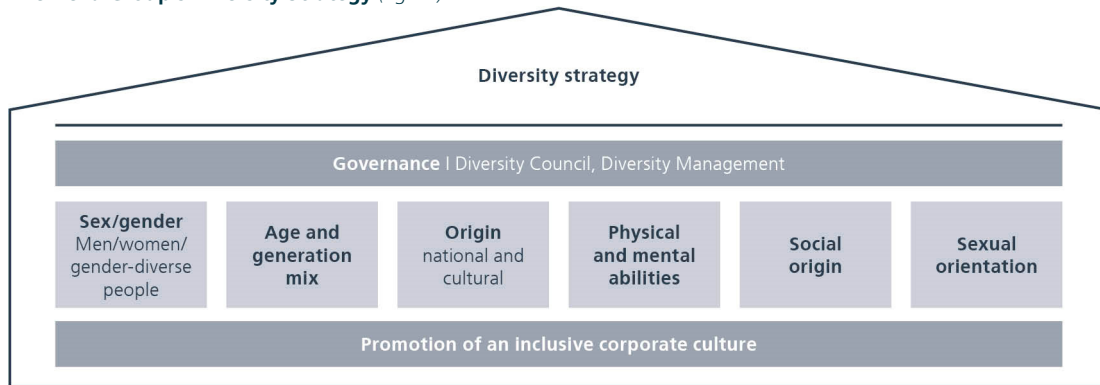 Diversity strategy
Governance | Diversity Council, Diversity Management
Sex/gender
Men/women/
gender-diverse
people
Age and
generation
mix
Origin
national and
cultural
Physical
and mental
abilities
Social
origin
Sexual
orientation
Promotion of an inclusive corporate culture